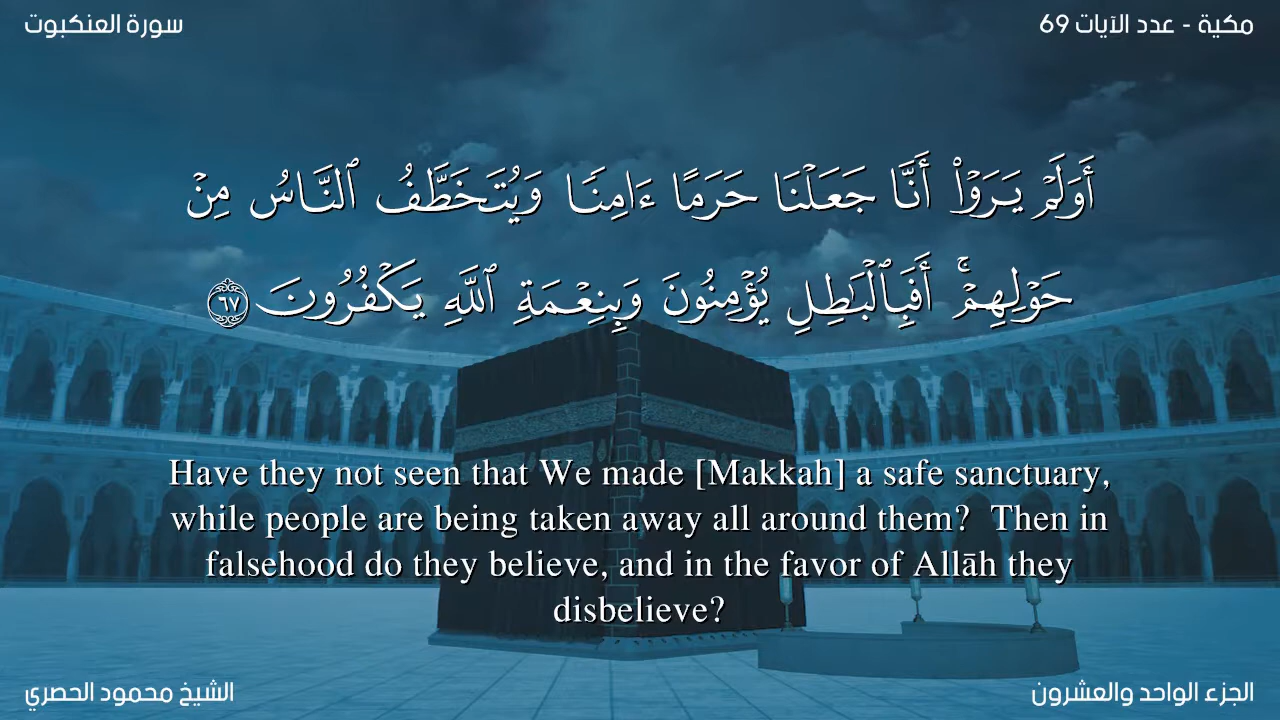 سورة العنكبوت
مكية - عدد الآيات 69
أَوَلَمْ يَرَوْا۟ أَنَّا جَعَلْنَا حَرَمًا ءَامِنًا وَيُتَخَطَّفُ ٱلنَّاسُ مِنْ
حَوْلِهِمْ ۚ أَفَبِٱلْبَـٰطِلِ يُؤْمِنُونَ وَبِنِعْمَةِ ٱللَّهِ يَكْفُرُونَ ٦٧
Have they not seen that We made [Makkah] a safe sanctuary,
while people are being taken away all around them? Then in
falsehood do they believe, and in the favor of Allāh they
disbelieve?
الشيخ محمود الحصري
الجزء الواحد والعشرون